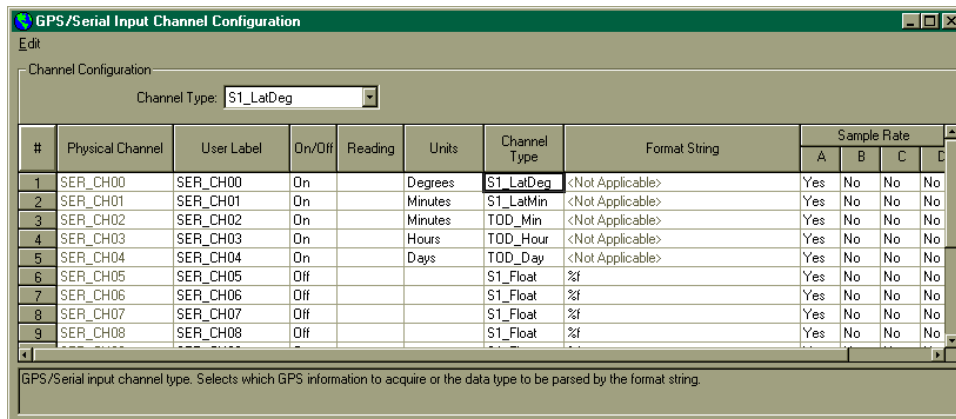 GPS/Serial Input Channel Configuration
Edit
Channel Configuration
Channel Type: S1_LatDeg
# Physical Channel User Label On/Off Reading Units Channel Type Format String Sample Rate
A B C D
1 SER_CH00 SER_CH00 On Degrees S1_LatDeg <Not Applicable> Yes No No No
2 SER_CH01 SER_CH01 On Minutes S1_LatMin <Not Applicable> Yes No No No
3 SER_CH02 SER_CH02 On Minutes TOD_Min <Not Applicable> Yes No No No
4 SER_CH03 SER_CH03 On Hours TOD_Hour <Not Applicable> Yes No No No
5 SER_CH04 SER_CH04 On Days TOD_Day <Not Applicable> Yes No No No
6 SER_CH05 SER_CH05 Off S1_Float %f Yes No No No
7 SER_CH06 SER_CH06 Off S1_Float %f Yes No No No
8 SER_CH07 SER_CH07 Off S1_Float %f Yes No No No
9 SER_CH08 SER_CH08 Off S1_Float %f Yes No No No
GPS/Serial input channel type. Selects which GPS information to acquire or the data type to be parsed by the format string.